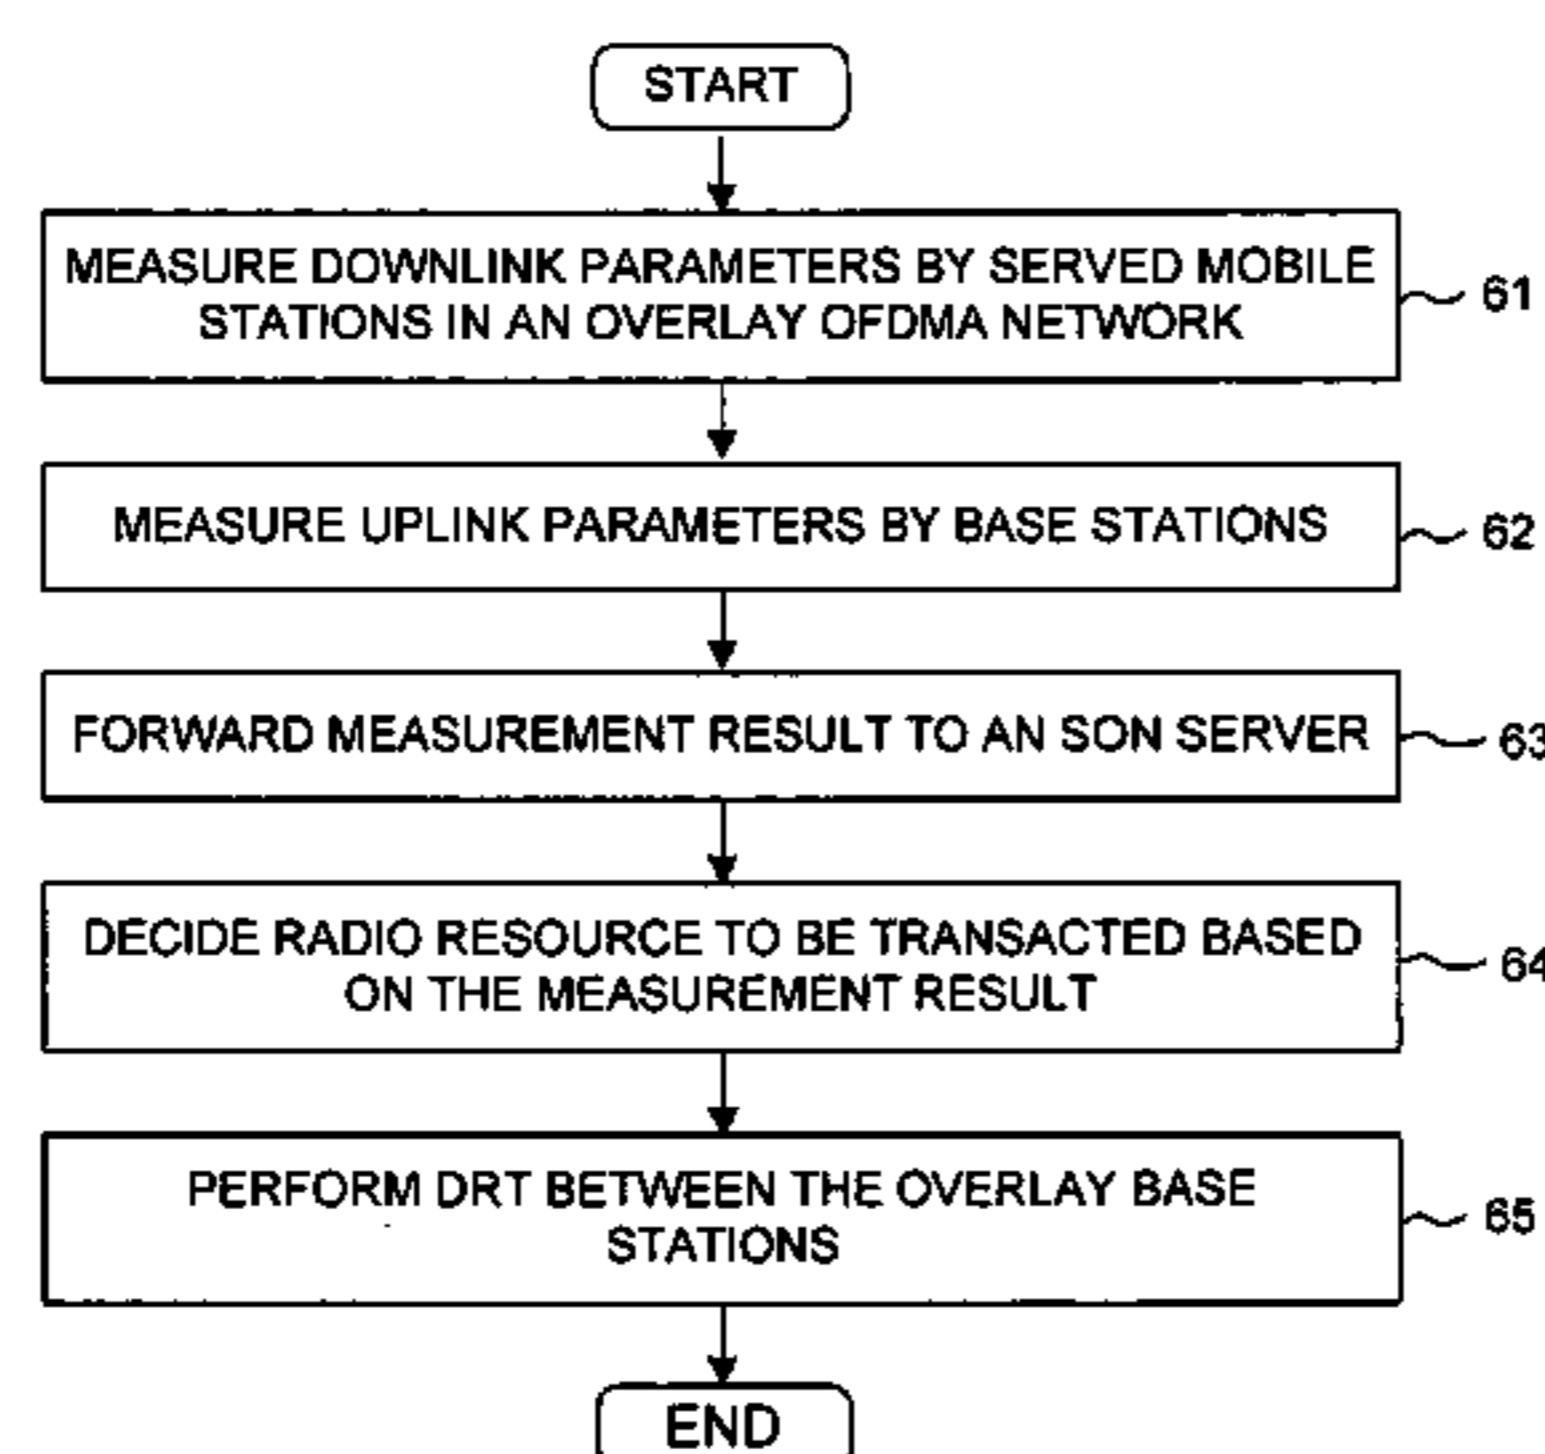 START
MEASURE DOWNLINK PARAMETERS BY SERVED MOBILE
STATIONS IN AN OVERLAY OFDMA NETWORK
61
MEASURE UPLINK PARAMETERS BY BASE STATIONS
62
FORWARD MEASUREMENT RESULT TO AN SON SERVER
63
DECIDE RADIO RESOURCE TO BE TRANSACTED BASED
ON THE MEASUREMENT RESULT
64
PERFORM DRT BETWEEN THE OVERLAY BASE
STATIONS
65
END